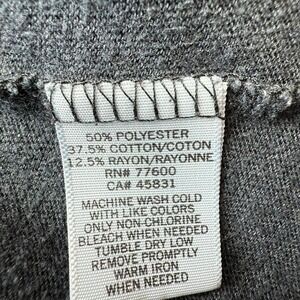 50% POLYESTER
37.5% COTTON/COTTON
12.5% RAYON/RAYONNE
RN# 77600
CA# 45831
MACHINE WASH COLD
WITH LIKE COLORS
ONLY NON-CHLORINE
BLEACH WHEN NEEDED
TUMBLE DRY LOW
REMOVE PROMPTLY
WARM IRON
WHEN NEEDED